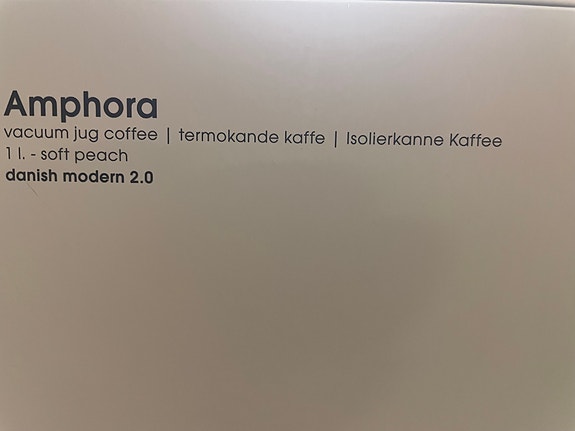 Amphora
vacuum jug coffee | termokande kaffe | Isolierkanne Kaffee
1 l. - soft peach
danish modern 2.0